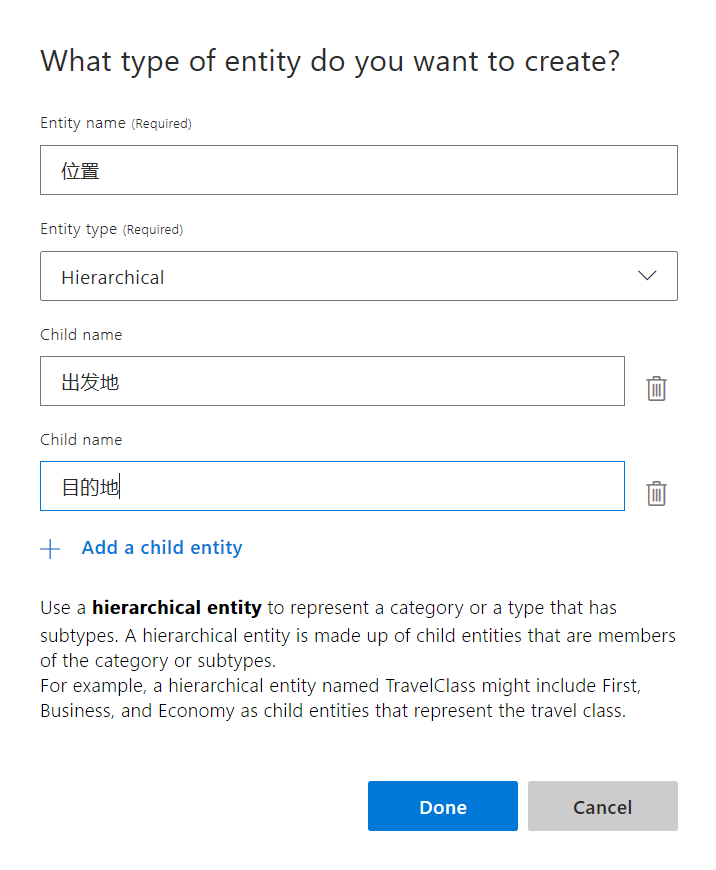 What type of entity do you want to create?
Entity name (Required)
位置
Entity type (Required)
Hierarchical
Child name
出发地
Child name
目的地
Add a child entity
Use a hierarchical entity to represent a category or a type that has
subtypes. A hierarchical entity is made up of child entities that are members
of the category or subtypes.
For example, a hierarchical entity named TravelClass might include First,
Business, and Economy as child entities that represent the travel class.
Done
Cancel